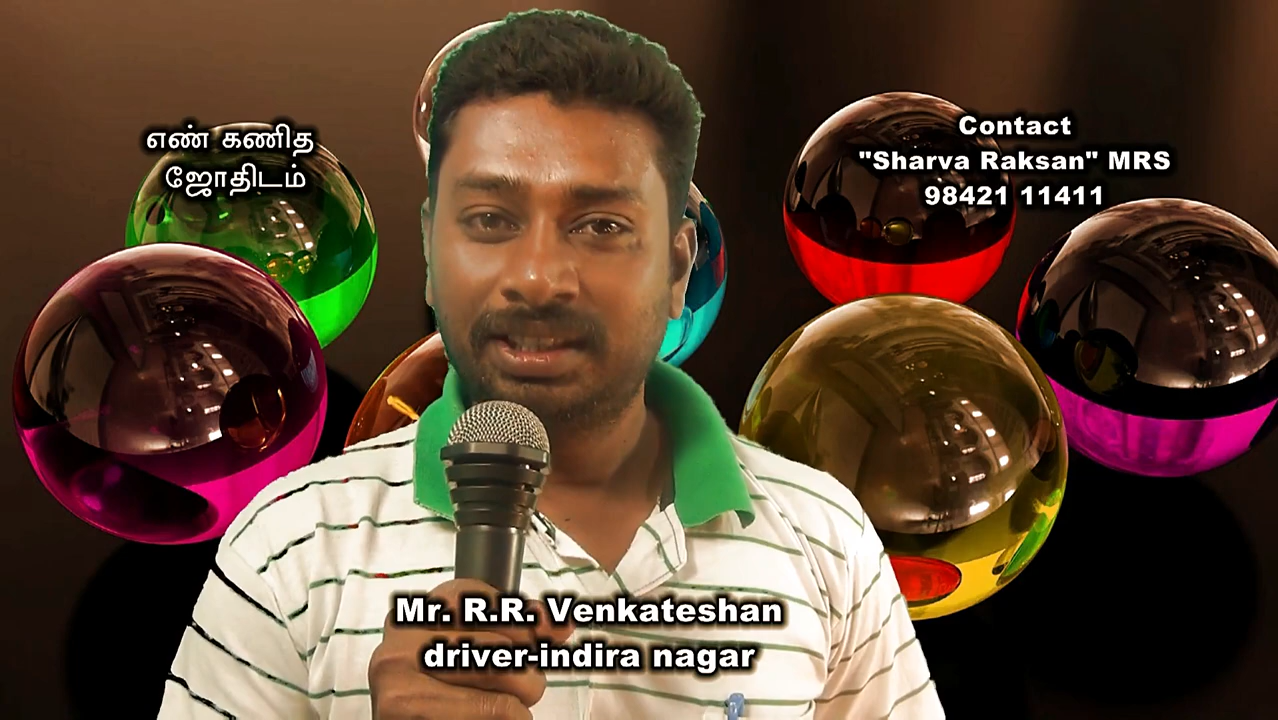 எண் கணித
ஜோதிடம்
Contact
"Sharva Raksan" MRS
98421 11411
Mr. R.R. Venkateshan
driver-indira nagar